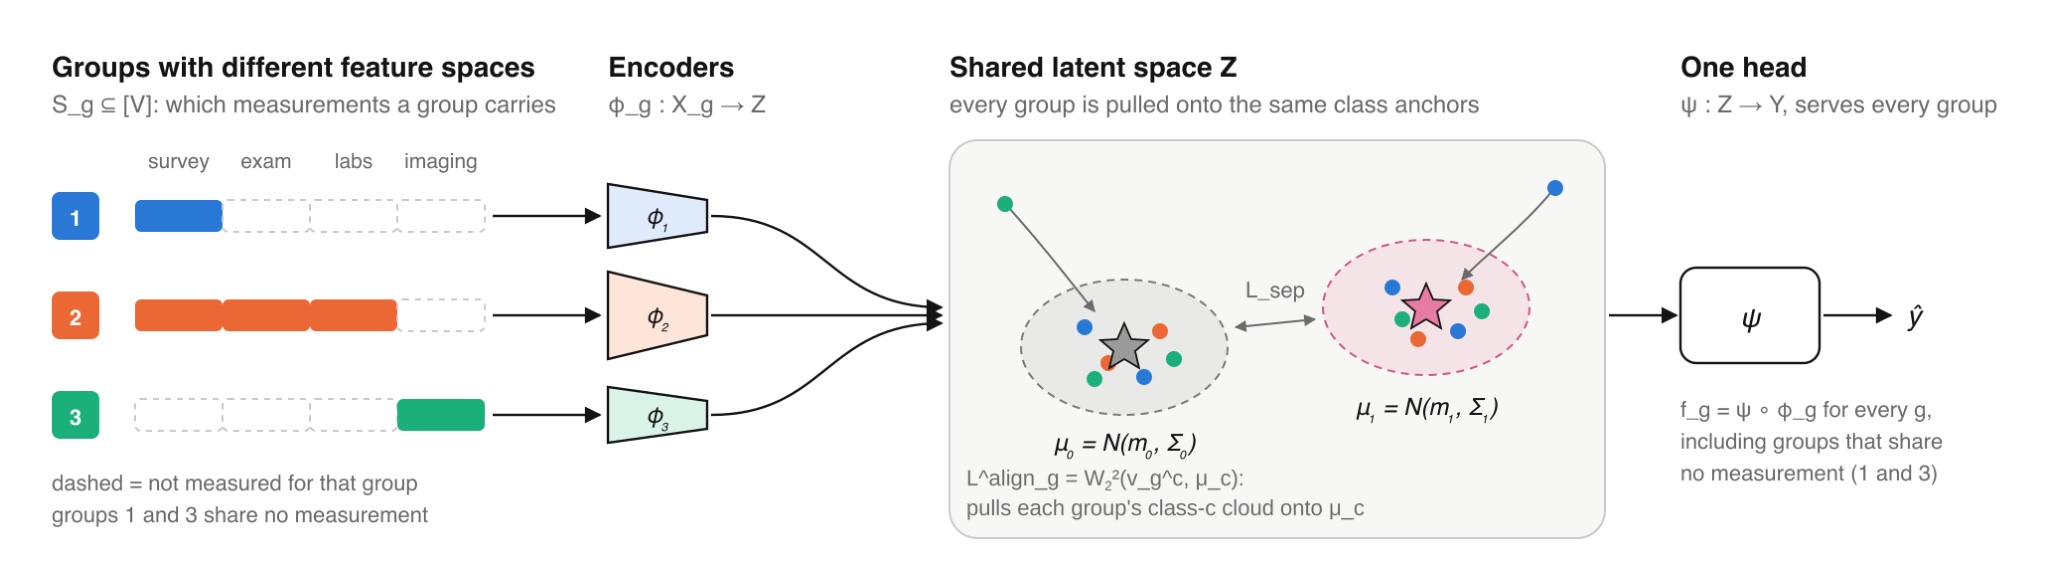 Groups with different feature spaces
S_g ⊆ [V]: which measurements a group carries
survey exam labs imaging
1
2
3
dashed = not measured for that group
groups 1 and 3 share no measurement
Encoders
ϕ_g : X_g → Z
ϕ₁
ϕ₂
ϕ₃
Shared latent space Z
every group is pulled onto the same class anchors
L_sep
μ₀ = N(m₀, Σ₀)
μ₁ = N(m₁, Σ₁)
L^align_g = W₂²(ν_g^c, μ_c):
pulls each group's class-c cloud onto μ_c
One head
ψ : Z → Y, serves every group
ψ
ŷ
f_g = ψ ∘ ϕ_g for every g,
including groups that share
no measurement (1 and 3)